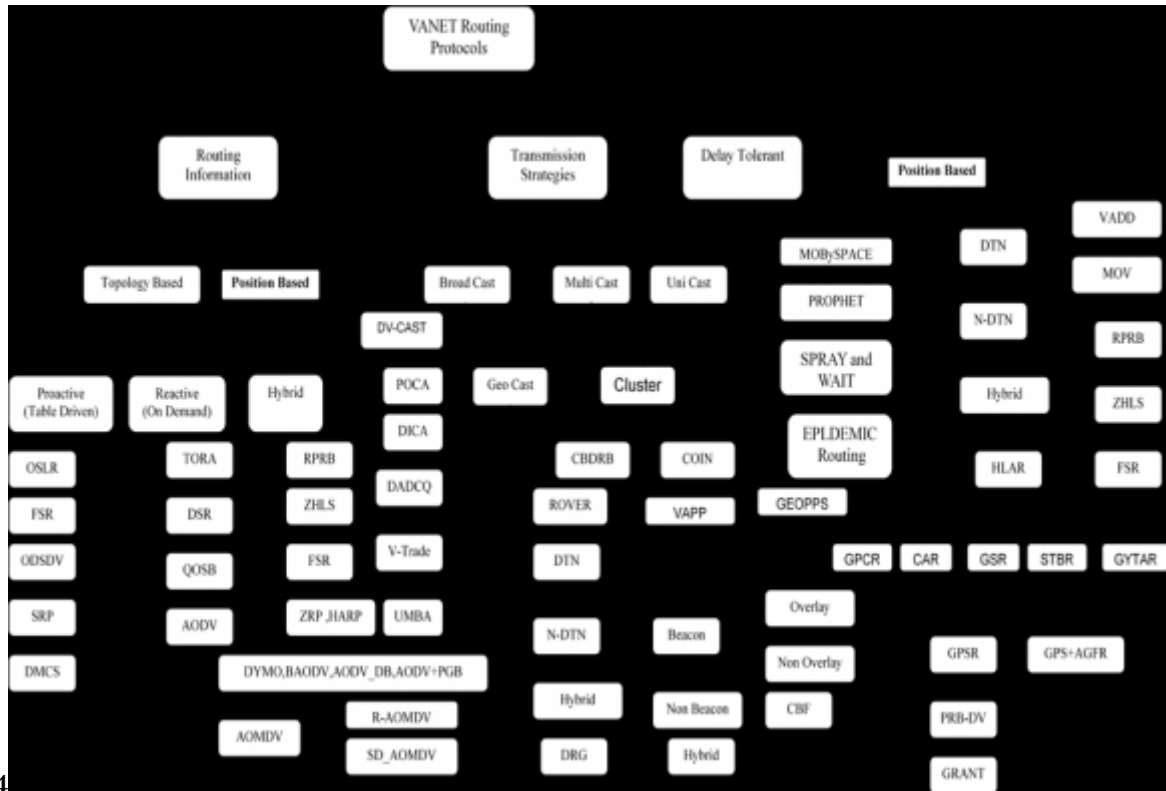 VANET Routing
Protocols
Routing
Information
Transmission
Strategies
Delay Tolerant
Position Based
VADD
DTN
MOBySPACE
Topology Based
Position Based
Broad Cast
Multi Cast
Uni Cast
MOV
PROPHET
DV-CAST
N-DTN
RPRB
SPRAY and
WAIT
Proactive
(Table Driven)
Reactive
(On Demand)
Hybrid
POCA
Geo Cast
Cluster
Hybrid
ZHLS
DICA
EPLDEMIC
Routing
OSLR
TORA
RPRB
CBDRB
COIN
HLAR
FSR
DADCQ
FSR
DSR
ZHLS
ROVER
VAPP
GEOPPS
ODSDV
QOSB
FSR
V-Trade
DTN
GPCR
CAR
GSR
STBR
GYTAR
SRP
AODV
ZRP ,HARP
UMBA
N-DTN
Beacon
Overlay
GPSR
GPS+AGFR
DMCS
DYMO,BAODV,AODV_DB,AODV+PGB
Non Overlay
Hybrid
Non Beacon
CBF
PRB-DV
R-AOMDV
AOMDV
SD_AOMDV
DRG
Hybrid
GRANT
4